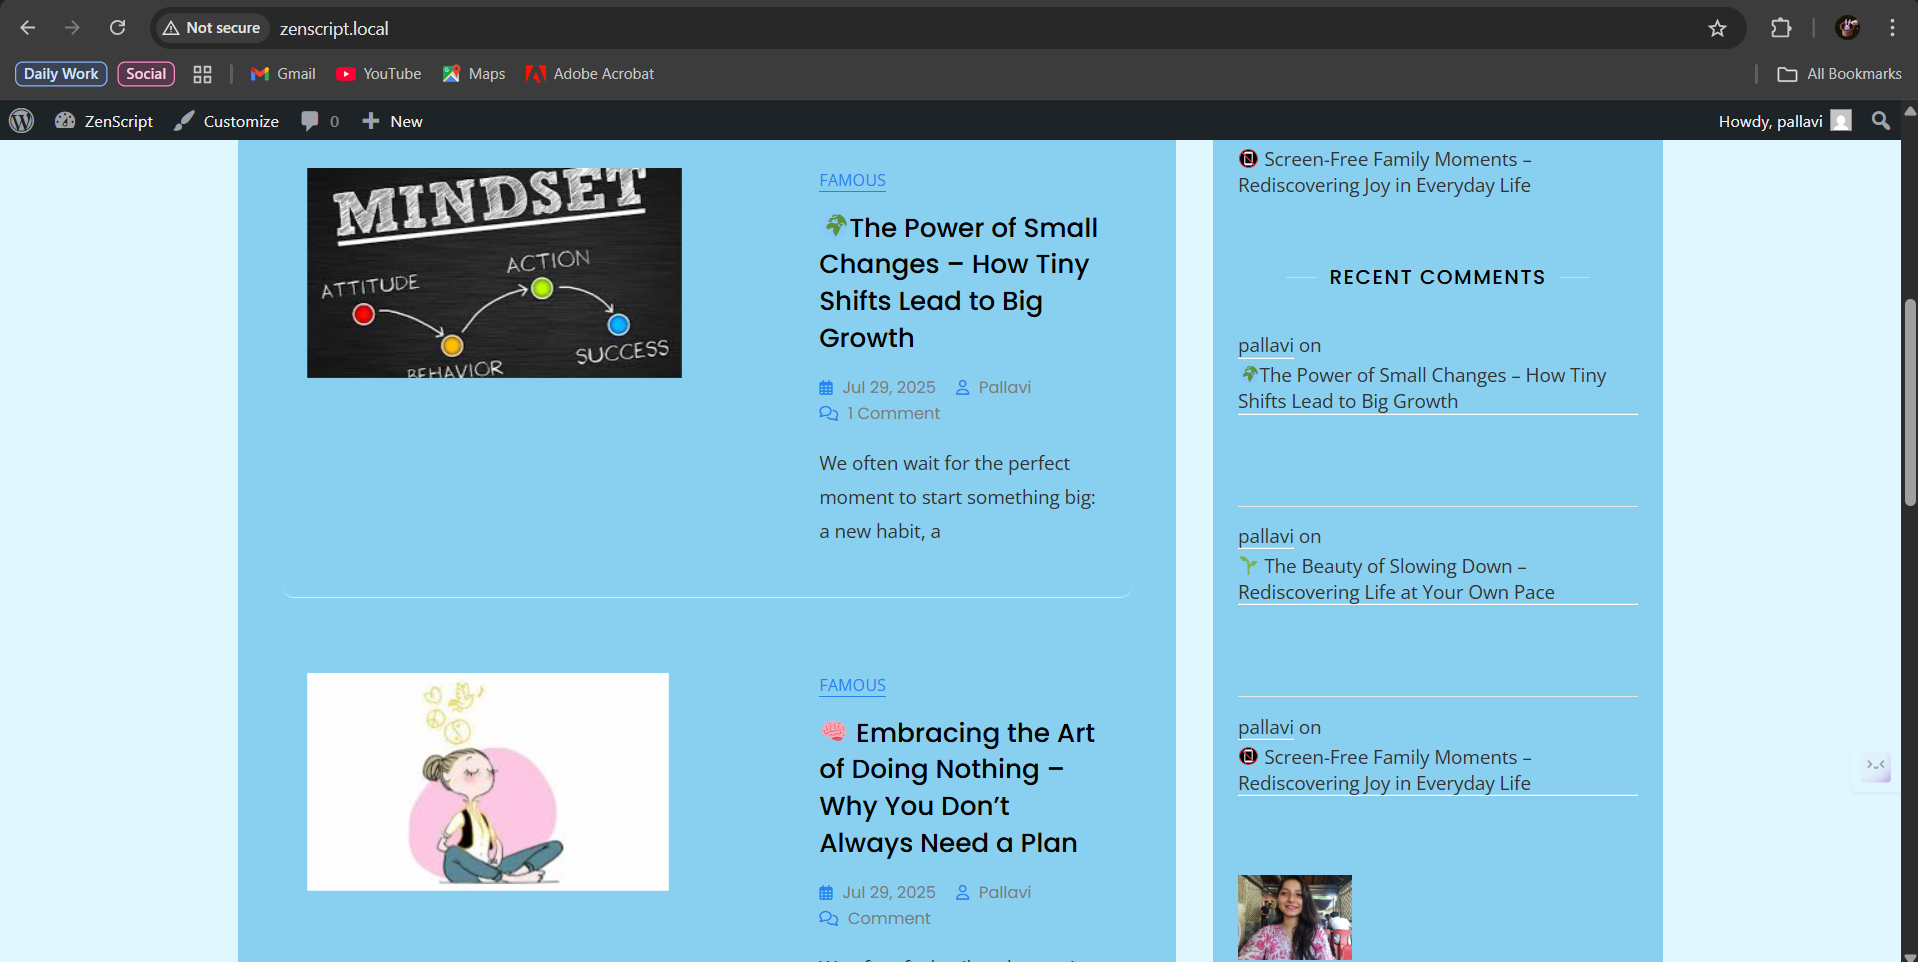 Not secure
zenscript.local
Daily Work
Social
Gmail
YouTube
Maps
Adobe Acrobat
All Bookmarks
ZenScript
Customize
0
New
Howdy, pallavi
MINDSET
ATTITUDE
ACTION
BEHAVIOR
SUCCESS
FAMOUS
The Power of Small
Changes – How Tiny
Shifts Lead to Big
Growth
Jul 29, 2025 Pallavi
1 Comment
We often wait for the perfect
moment to start something big:
a new habit, a
FAMOUS
Embracing the Art
of Doing Nothing –
Why You Don’t
Always Need a Plan
Jul 29, 2025 Pallavi
Comment
Screen-Free Family Moments –
Rediscovering Joy in Everyday Life
RECENT COMMENTS
pallavi on
The Power of Small Changes – How Tiny
Shifts Lead to Big Growth
pallavi on
The Beauty of Slowing Down –
Rediscovering Life at Your Own Pace
pallavi on
Screen-Free Family Moments –
Rediscovering Joy in Everyday Life